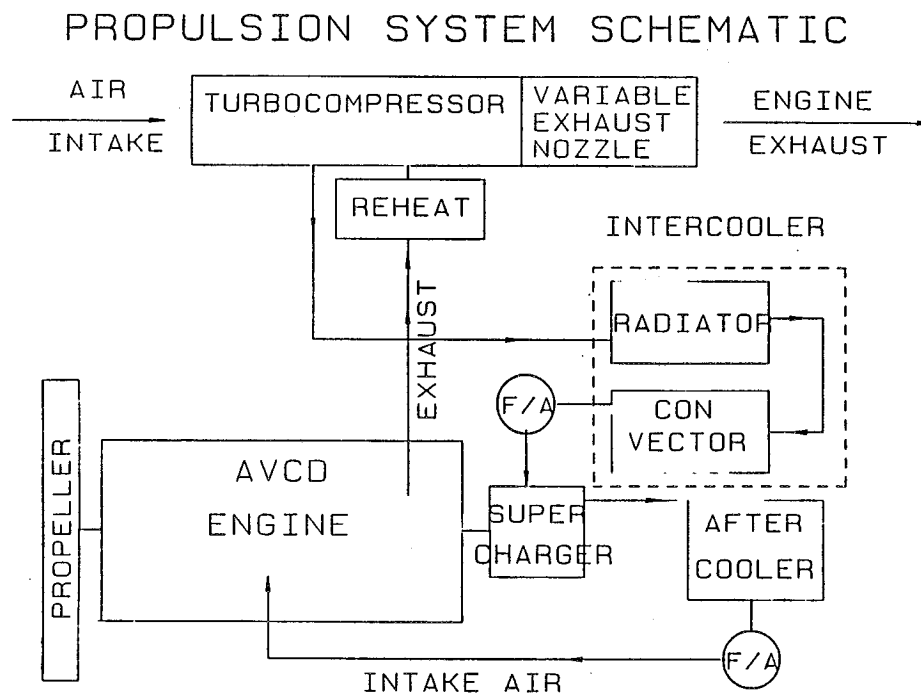 PROPULSION SYSTEM SCHEMATIC
AIR
INTAKE
TURBOCOMPRESSOR
VARIABLE
EXHAUST
NOZZLE
ENGINE
EXHAUST
REHEAT
INTERCOOLER
RADIATOR
EXHAUST
F/A
CON
VECTOR
PROPELLER
AVCD
ENGINE
SUPER
CHARGER
AFTER
COOLER
F/A
INTAKE AIR